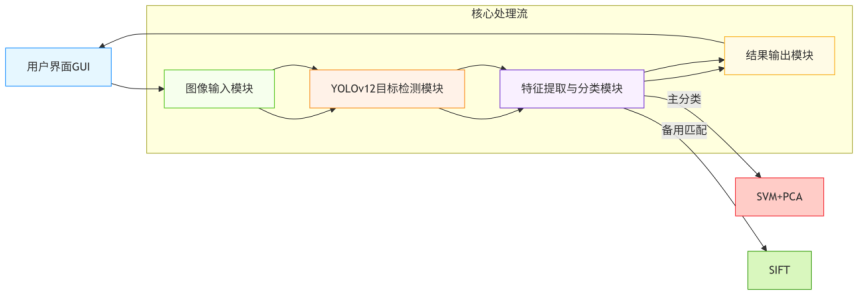 核心处理流
用户界面GUI
图像输入模块
YOLOv12目标检测模块
特征提取与分类模块
结果输出模块
主分类
备用匹配
SVM+PCA
SIFT